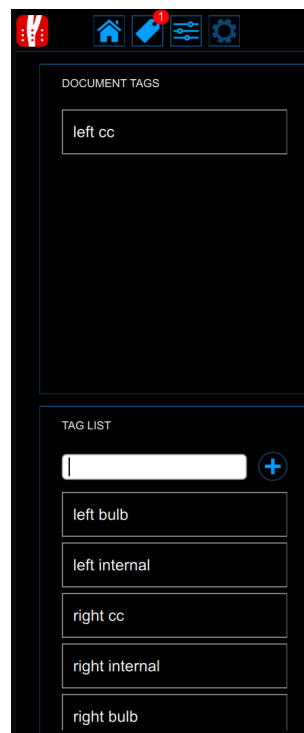 1
DOCUMENT TAGS
left cc
TAG LIST
left bulb
left internal
right cc
right internal
right bulb